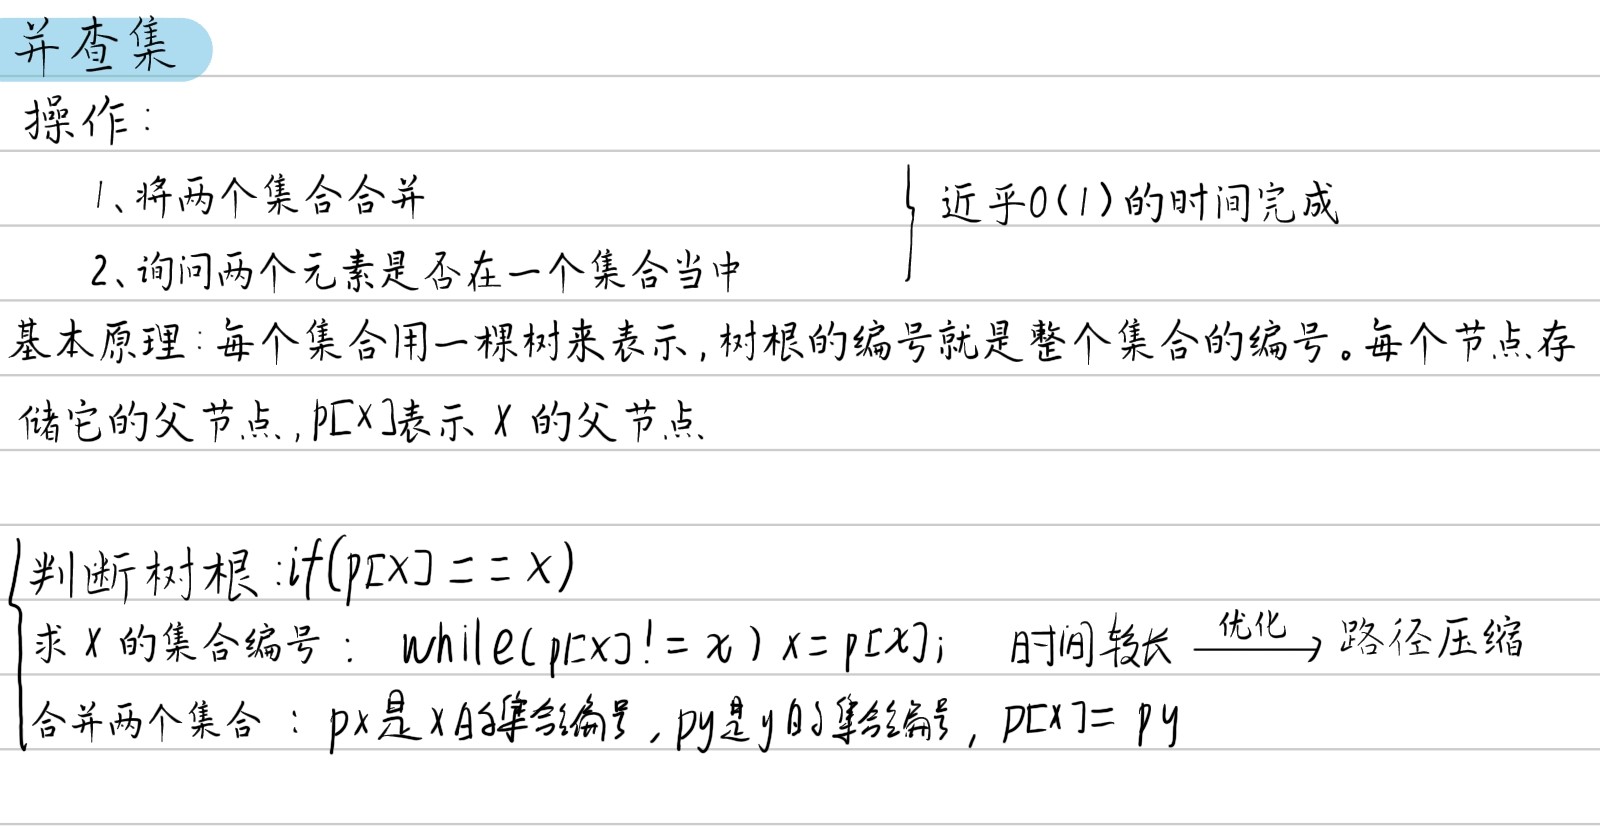 并查集
操作：
1、将两个集合合并
近乎O(1)的时间完成
2、询问两个元素是否在一个集合当中
基本原理：每个集合用一棵树来表示，树根的编号就是整个集合的编号。每个节点存
储它的父节点，p[x]表示 x 的父节点
判断树根：if(p[x] == x)
求 x 的集合编号： while(p[x] != x) x = p[x]; 时间较长 优化 路径压缩
合并两个集合：px是x的集合编号，py是y的集合编号，p[x] = py